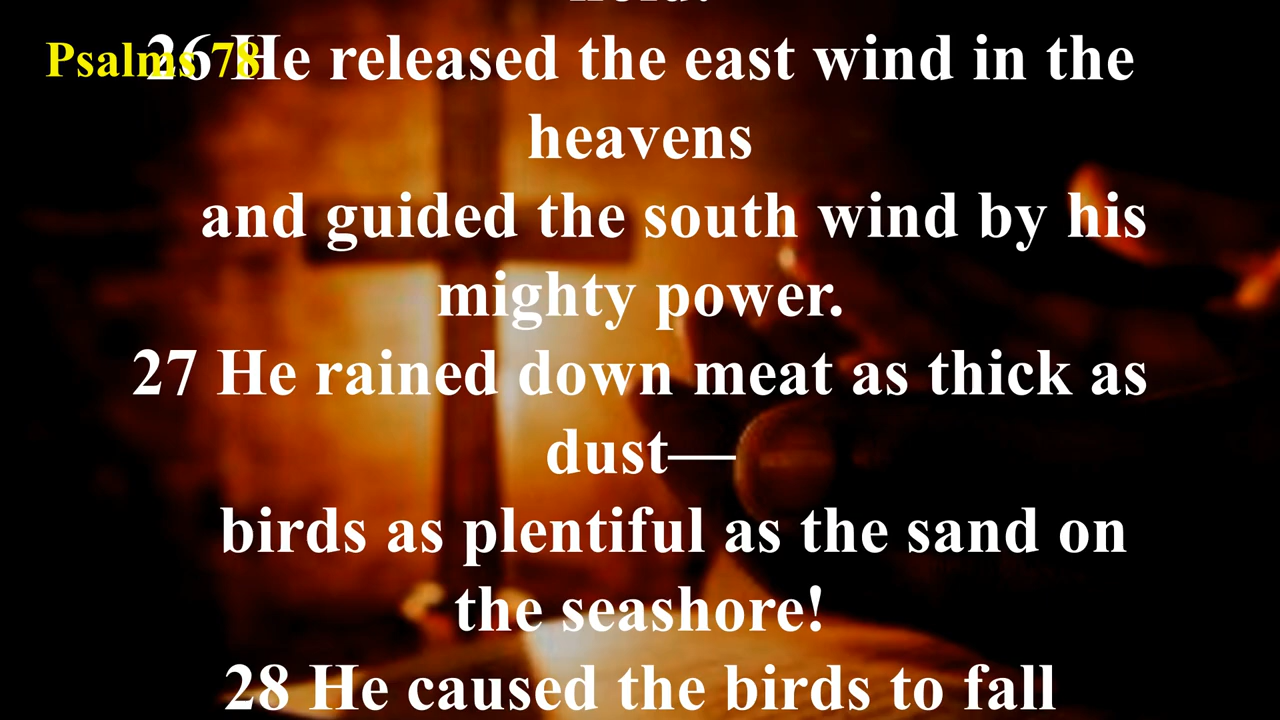 Psalms 78
26 He released the east wind in the
heavens
and guided the south wind by his
mighty power.
27 He rained down meat as thick as
dust—
birds as plentiful as the sand on
the seashore!
28 He caused the birds to fall